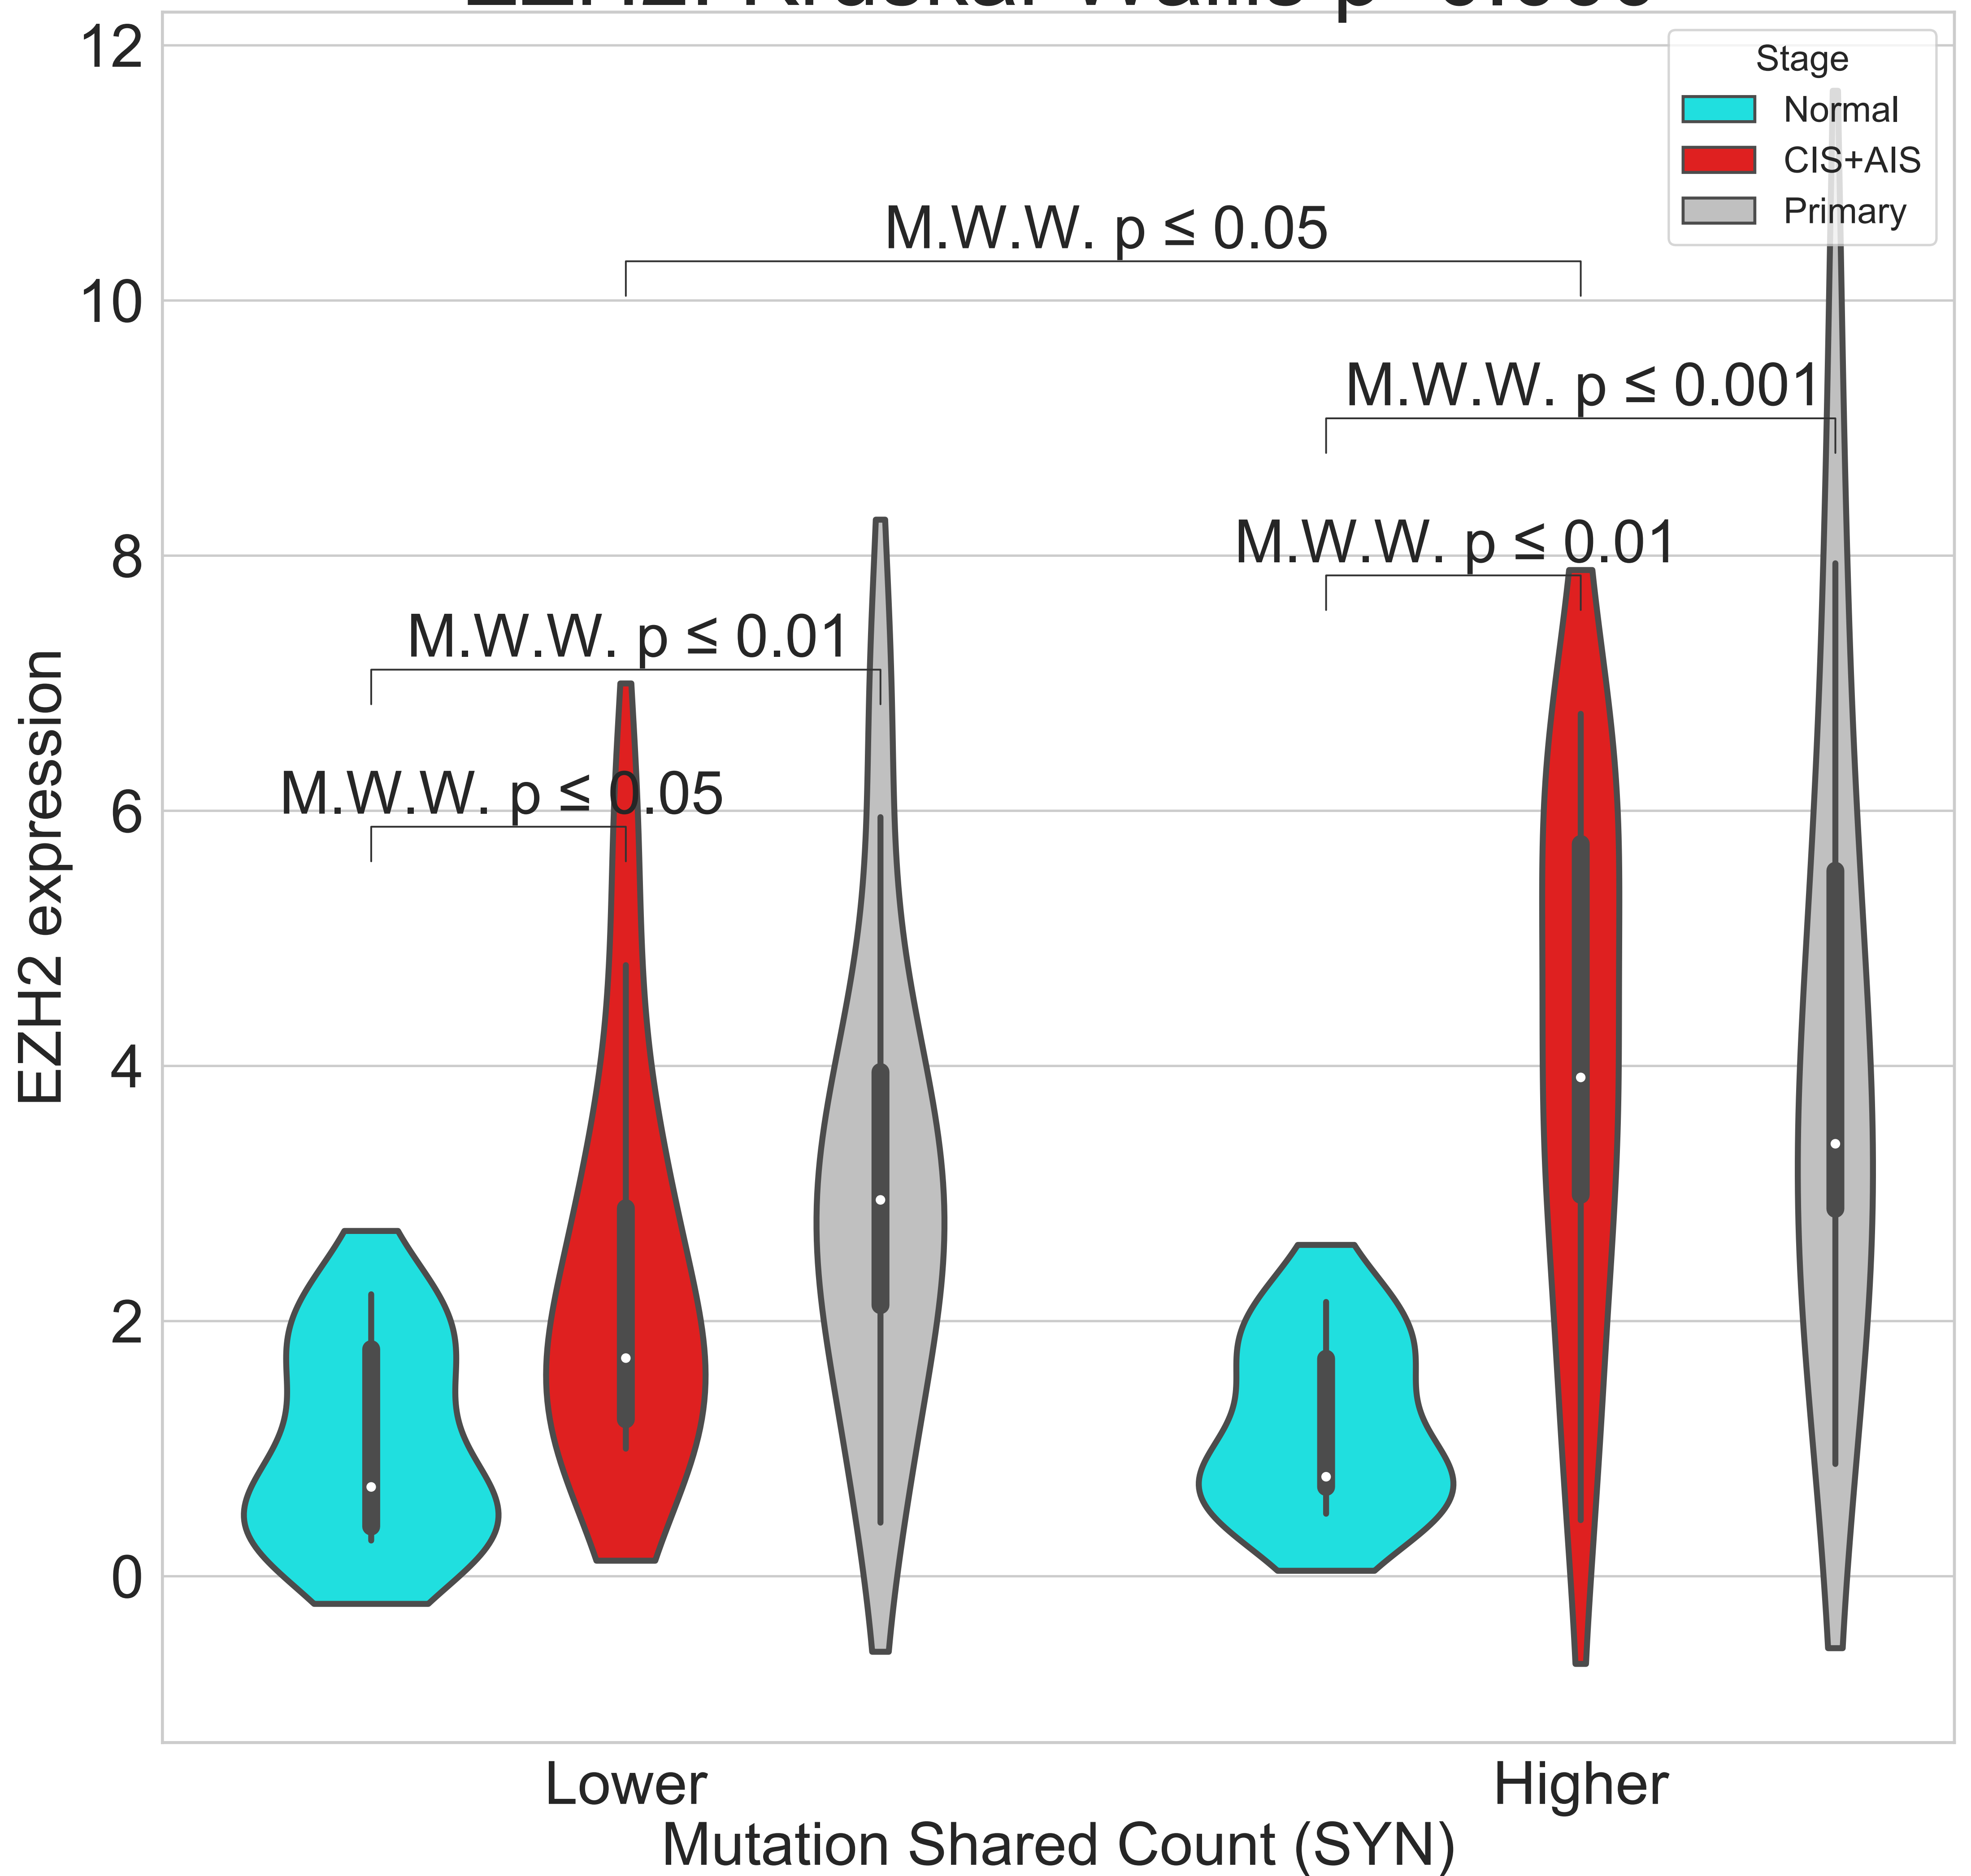 12
10
8
6
4
2
0
EZH2 expression
Stage
Normal
CIS+AIS
Primary
M.W.W. p ≤ 0.05
M.W.W. p ≤ 0.001
M.W.W. p ≤ 0.01
M.W.W. p ≤ 0.01
M.W.W. p ≤ 0.05
Lower
Higher
Mutation Shared Count (SYN)